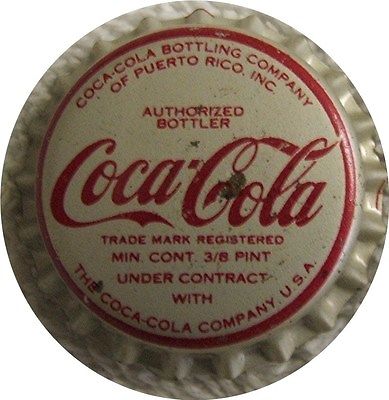 COCA-COLA BOTTLING COMPANY
OF PUERTO RICO, INC.
AUTHORIZED
BOTTLER
Coca-Cola
TRADE MARK REGISTERED
MIN. CONT. 3/8 PINT
UNDER CONTRACT
WITH
THE COCA-COLA COMPANY, U.S.A.